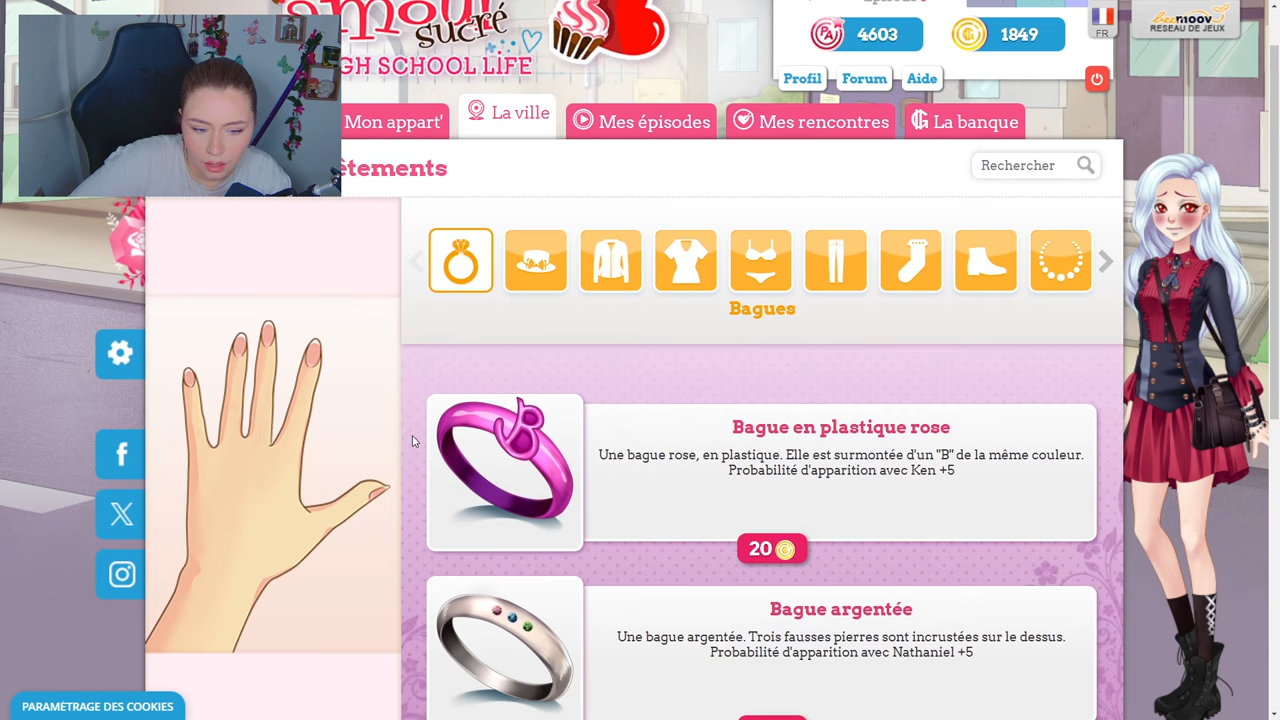 amour
sucré
GH SCHOOL LIFE
PA 4603
1849
FR
beemoov
RESEAU DE JEUX
Profil
Forum
Aide
Mon appart'
La ville
Mes épisodes
Mes rencontres
La banque
êtements
Rechercher
Bagues
Bague en plastique rose
Une bague rose, en plastique. Elle est surmontée d'un "B" de la même couleur.
Probabilité d'apparition avec Ken +5
20
Bague argentée
Une bague argentée. Trois fausses pierres sont incrustées sur le dessus.
Probabilité d'apparition avec Nathaniel +5
PARAMÉTRAGE DES COOKIES